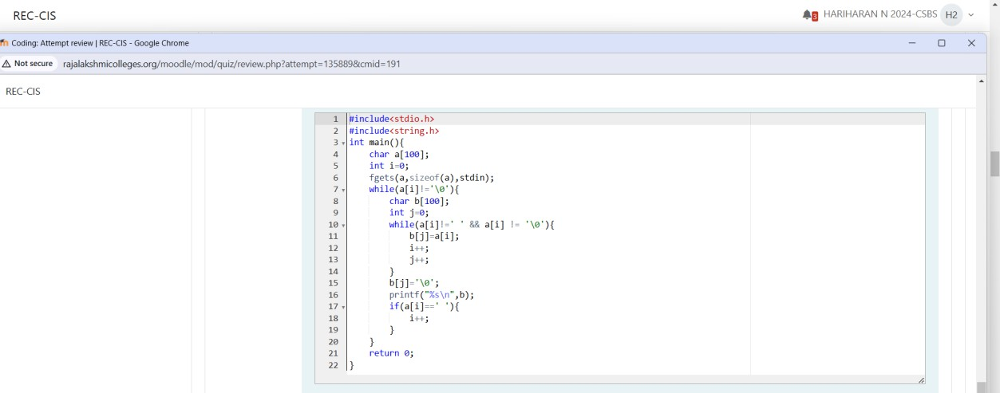 REC-CIS
3 HARIHARAN N 2024-CSBS H2
Coding: Attempt review | REC-CIS - Google Chrome
Not secure rajalakshmicolleges.org/moodle/mod/quiz/review.php?attempt=135889&cmid=191
REC-CIS
1 #include<stdio.h>
2 #include<string.h>
3 int main(){
4 char a[100];
5 int i=0;
6 fgets(a,sizeof(a),stdin);
7 while(a[i]!='\0'){
8 char b[100];
9 int j=0;
10 while(a[i]!=' ' && a[i] != '\0'){
11 b[j]=a[i];
12 i++;
13 j++;
14 }
15 b[j]='\0';
16 printf("%s\n",b);
17 if(a[i]==' '){
18 i++;
19 }
20 }
21 return 0;
22 }